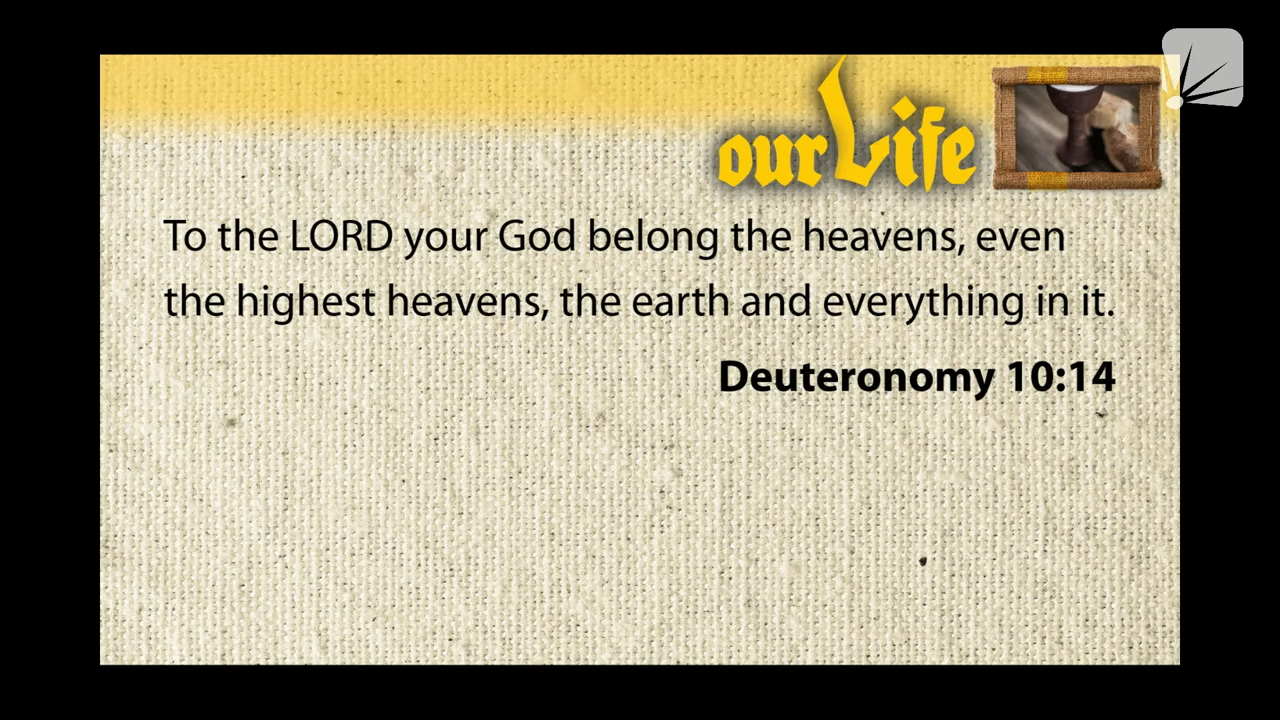 ourLife
To the LORD your God belong the heavens, even
the highest heavens, the earth and everything in it.
Deuteronomy 10:14